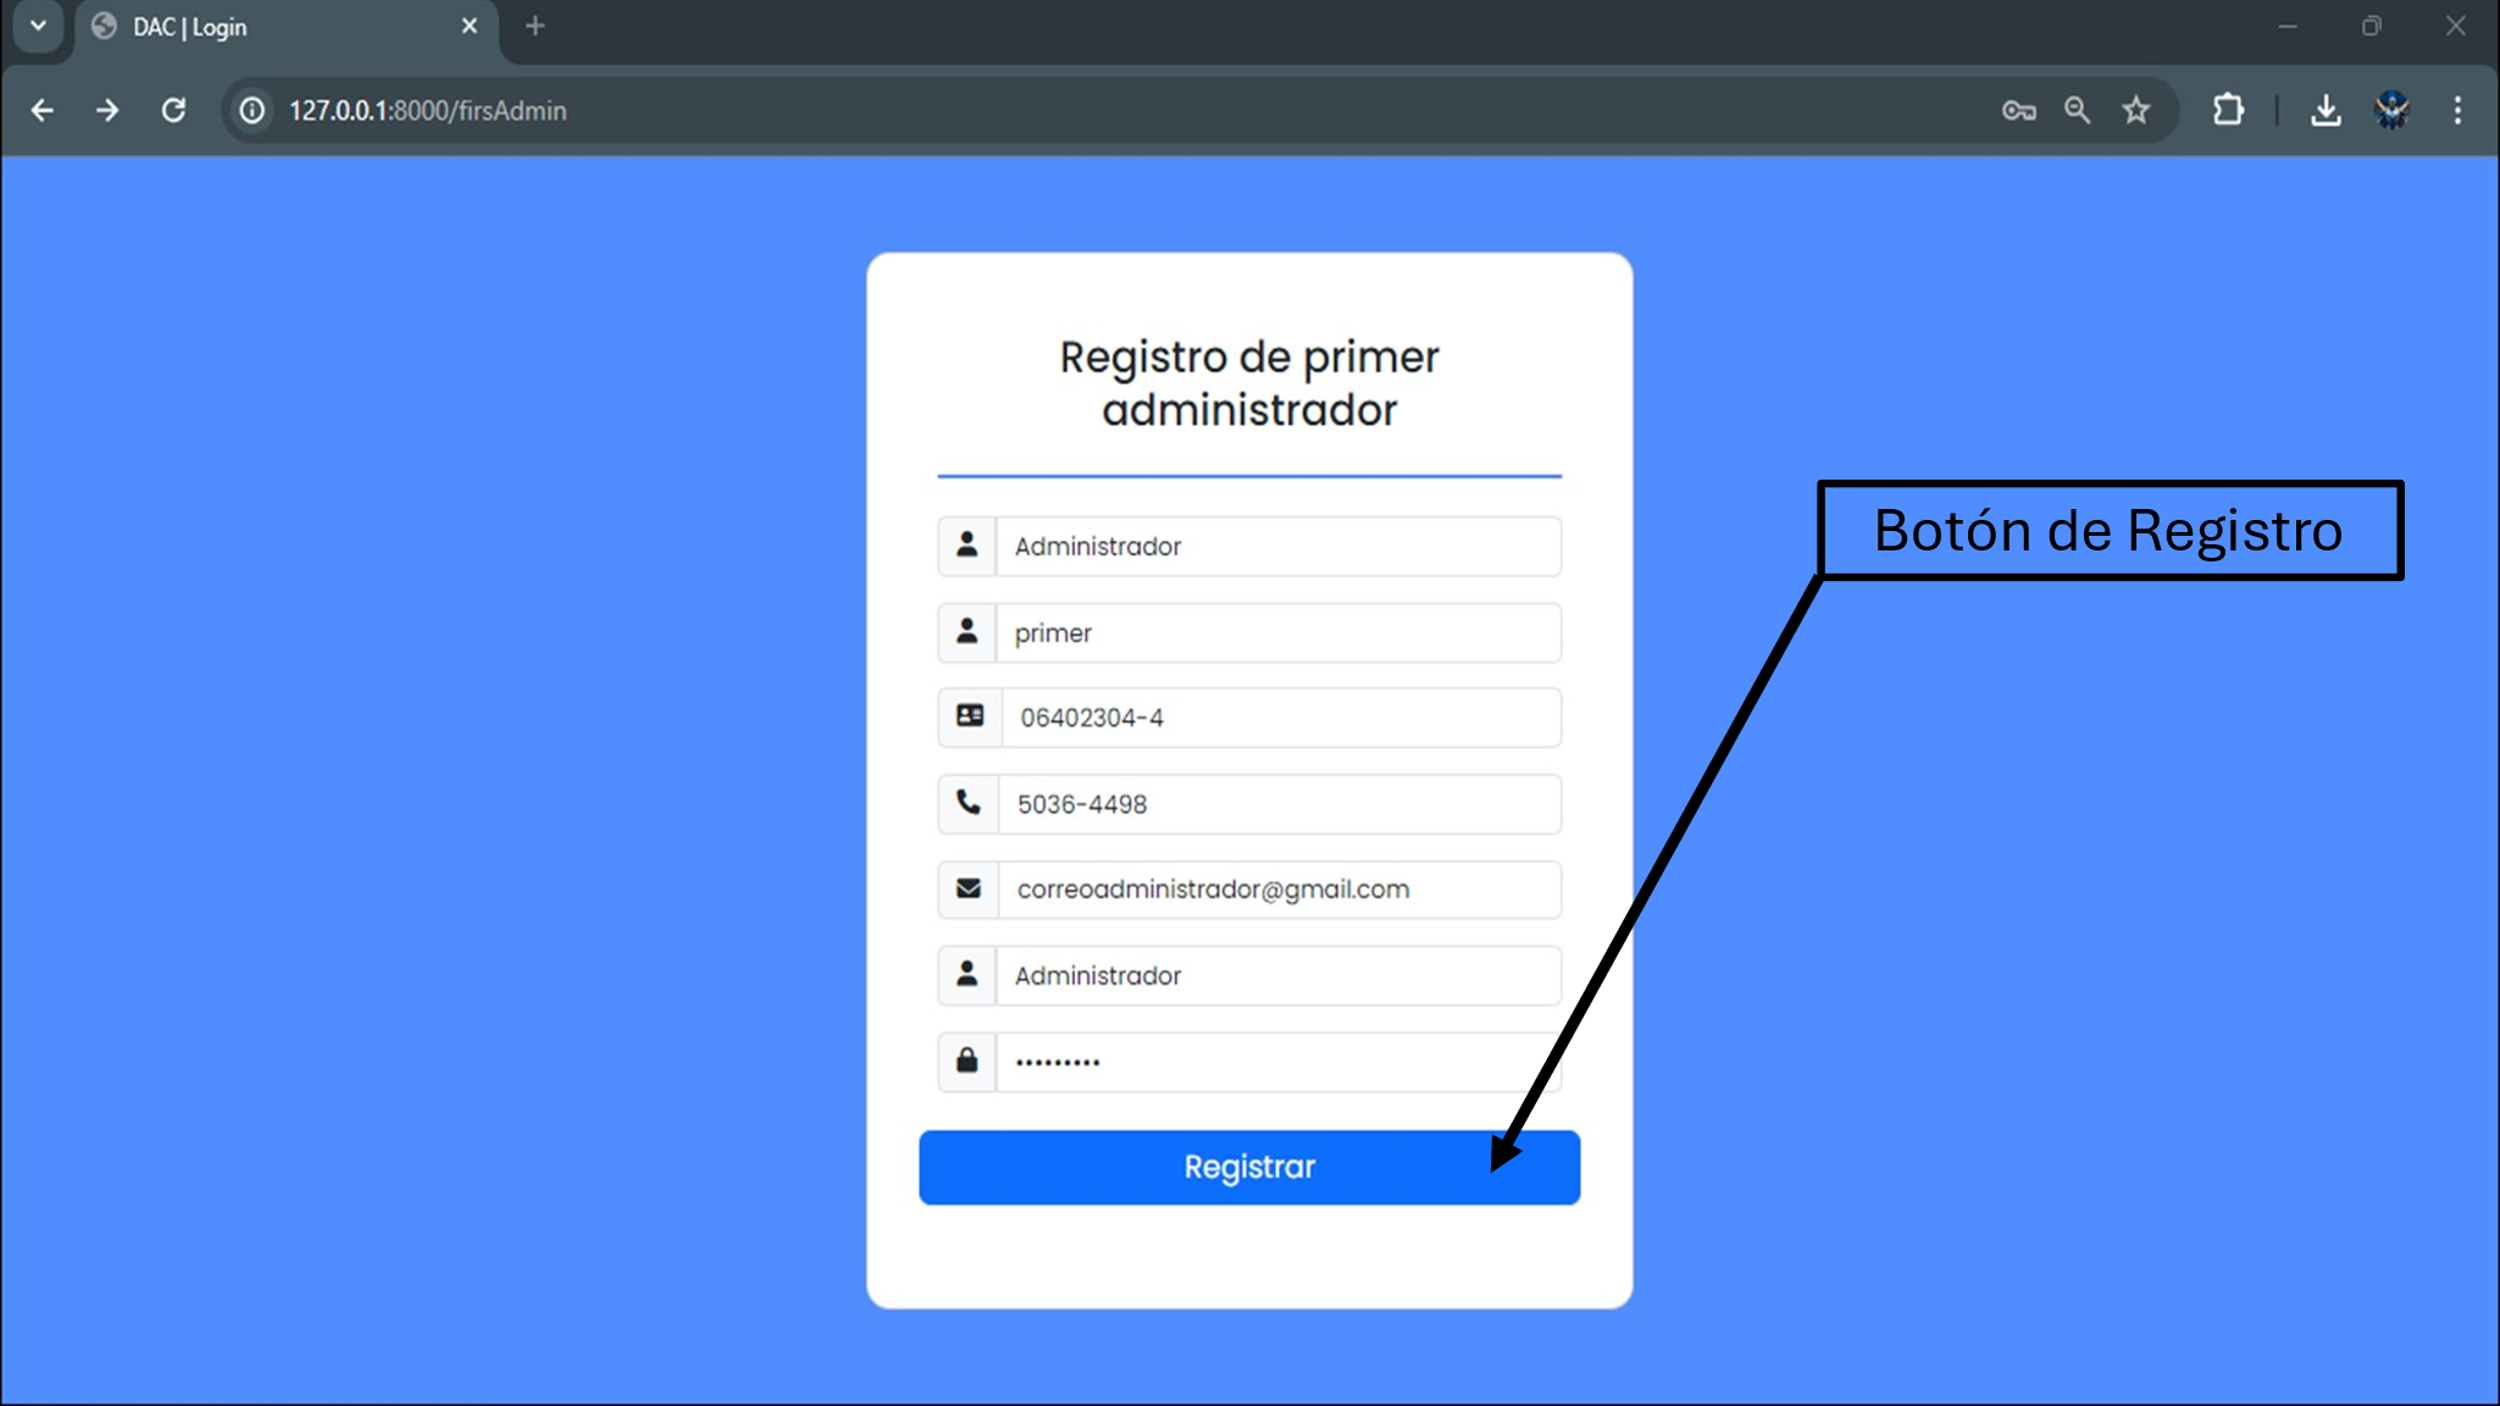 DAC | Login
127.0.0.1:8000/firsAdmin
Registro de primer
administrador
Botón de Registro
Administrador
primer
06402304-4
5036-4498
correoadministrador@gmail.com
Administrador
•••••••••
Registrar